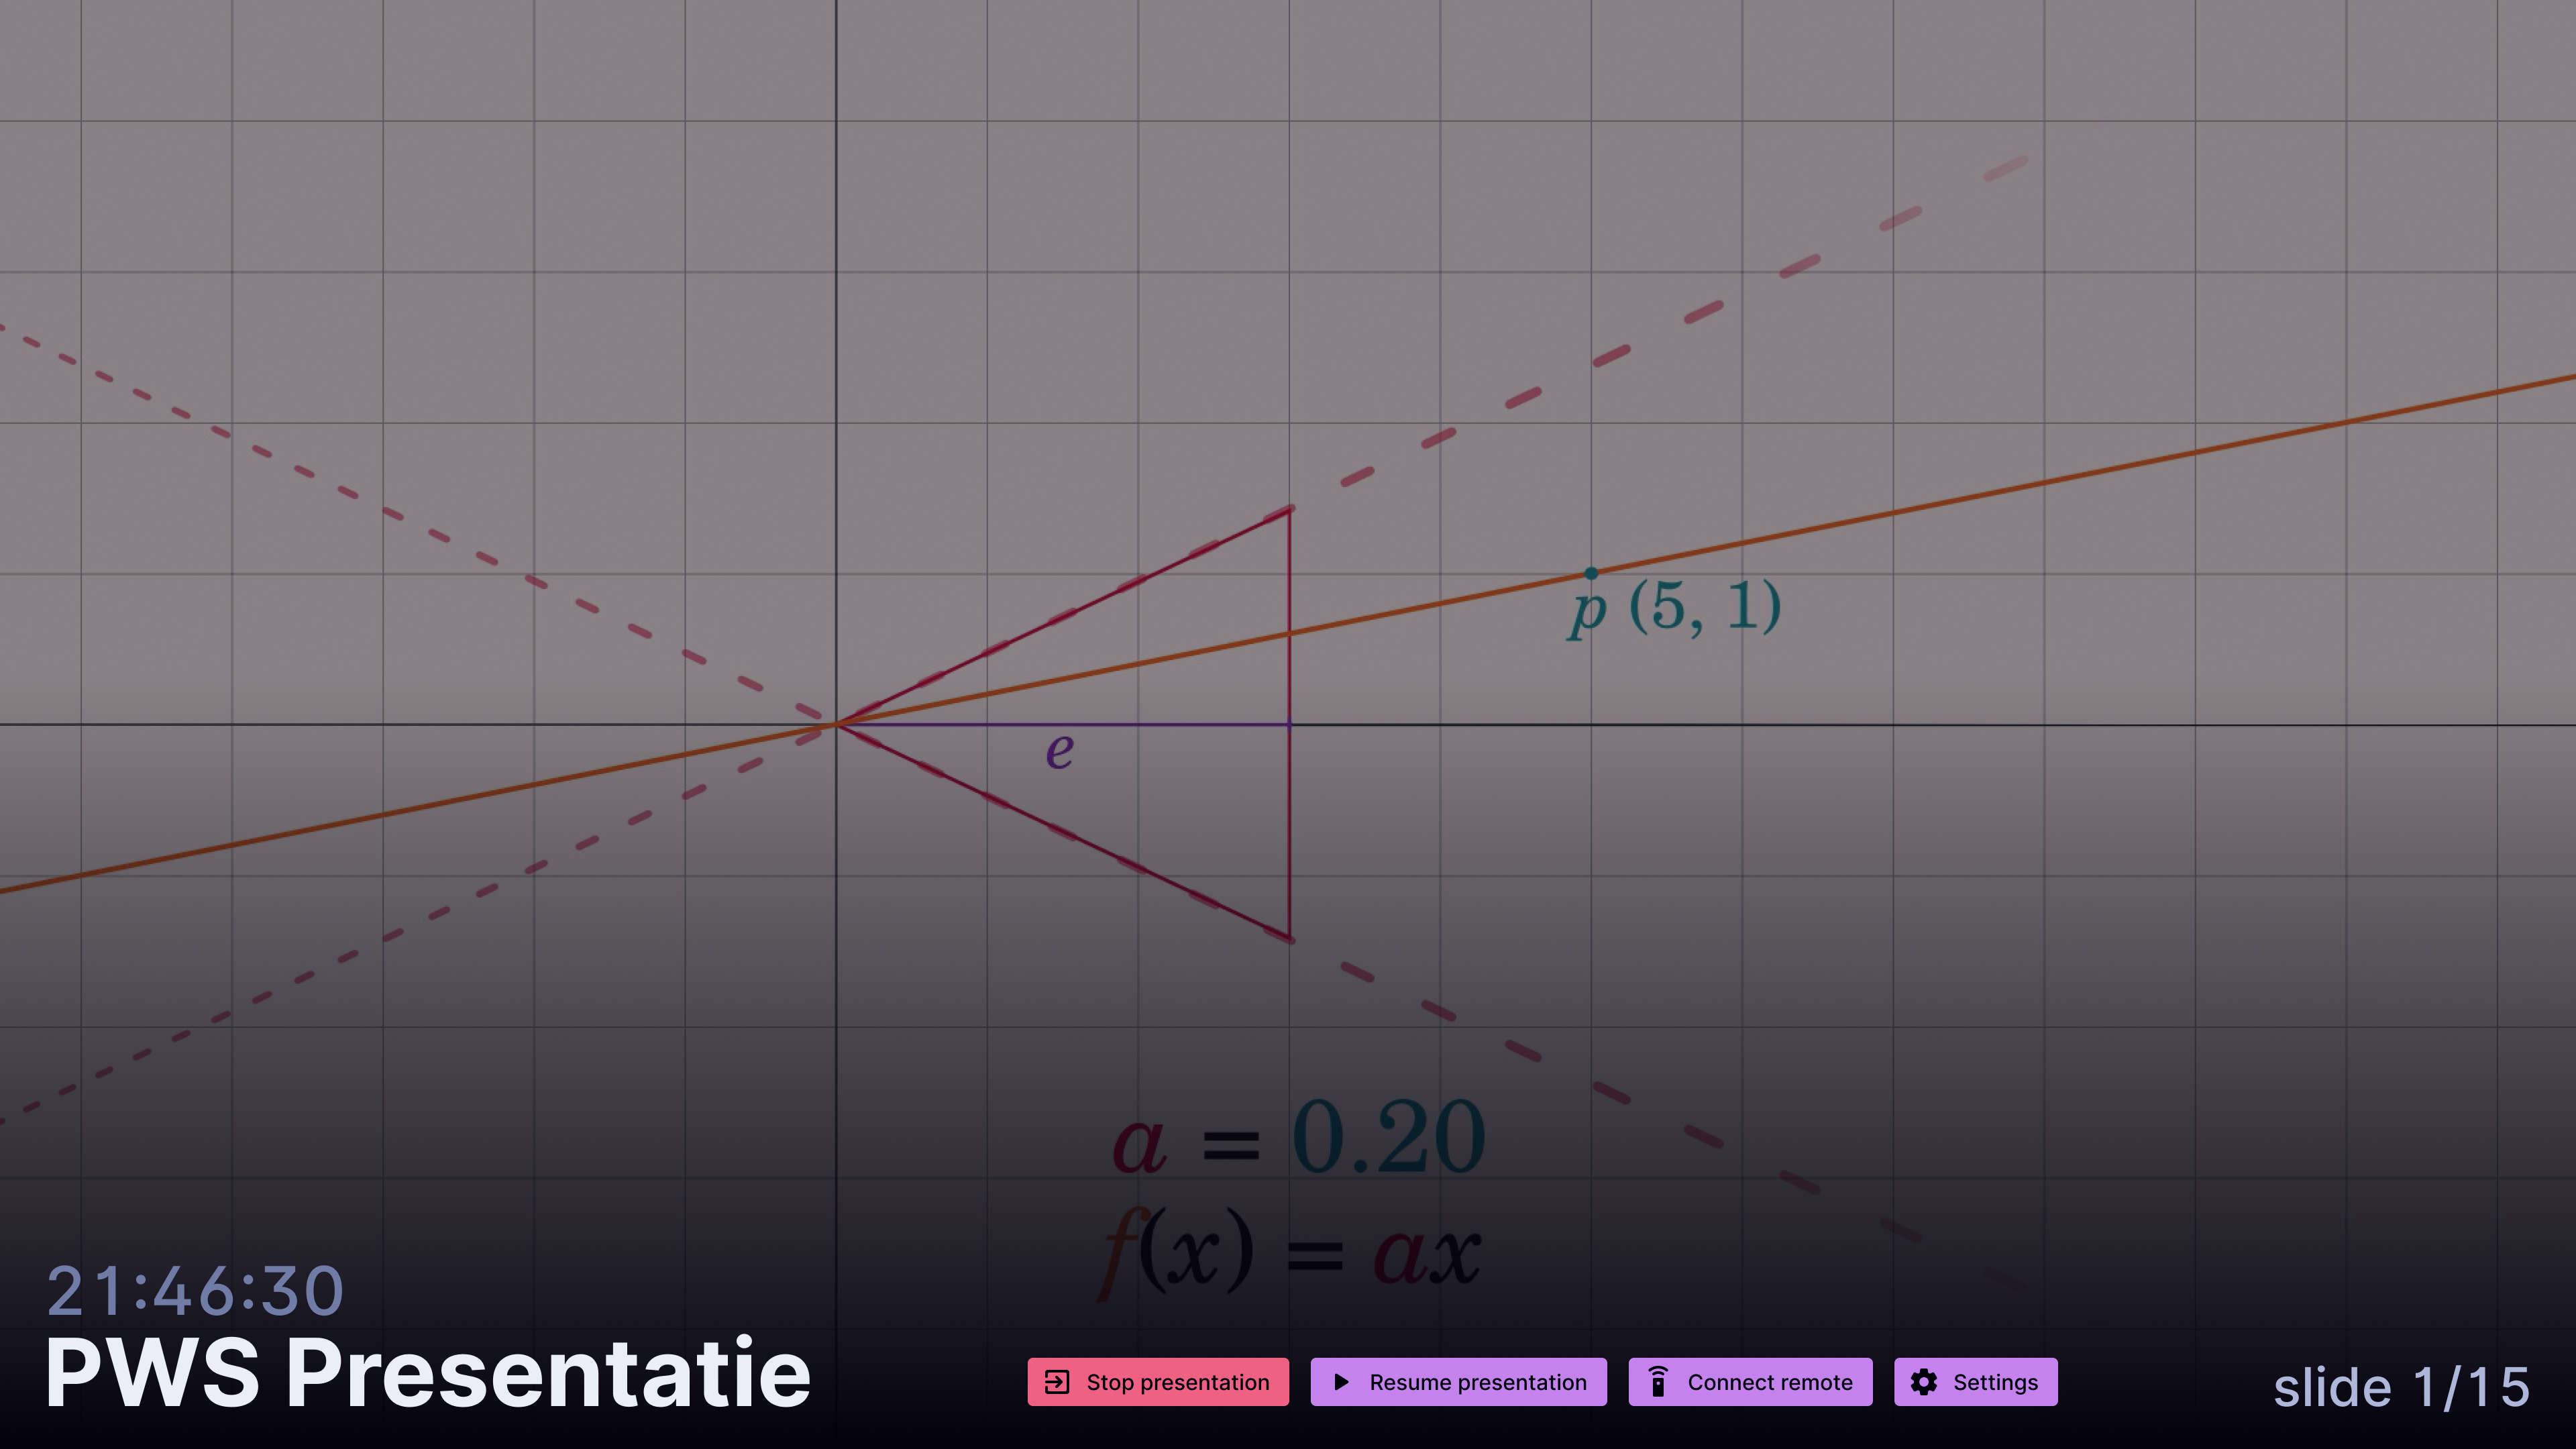 p (5, 1)
e
a = 0.20
f(x) = ax
21:46:30
PWS Presentatie
Stop presentation
Resume presentation
Connect remote
Settings
slide 1/15